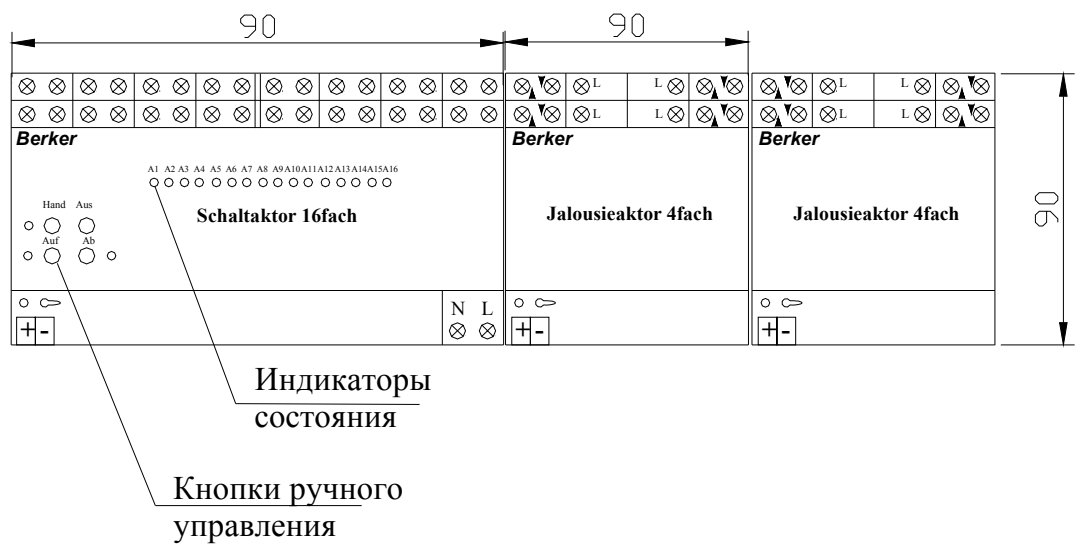 90 90
L L L L
L L L L
Berker Berker Berker
A1 A2 A3 A4 A5 A6 A7 A8 A9 A10 A11 A12 A13 A14 A15 A16
Hand Aus
Schaltaktor 16fach Jalousieaktor 4fach Jalousieaktor 4fach
90
Auf Ab
N L
+ - + - + -
Индикаторы
состояния
Кнопки ручного
управления